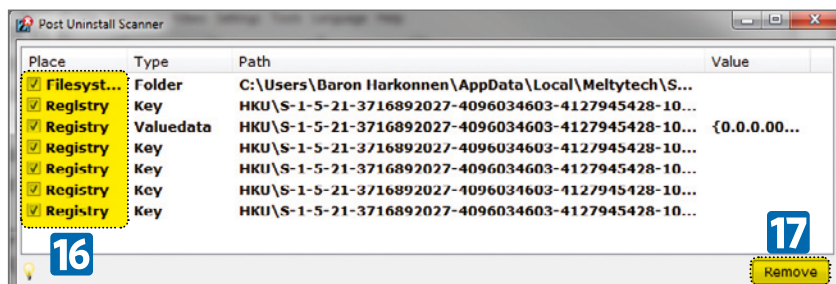 Post Uninstall Scanner
Place Type Path Value
Filesyst... Folder C:\Users\Baron Harkonnen\AppData\Local\Meltytech\S...
Registry Key HKU\S-1-5-21-3716892027-4096034603-4127945428-10...
Registry Valuedata HKU\S-1-5-21-3716892027-4096034603-4127945428-10... {0.0.0.00...
Registry Key HKU\S-1-5-21-3716892027-4096034603-4127945428-10...
Registry Key HKU\S-1-5-21-3716892027-4096034603-4127945428-10...
Registry Key HKU\S-1-5-21-3716892027-4096034603-4127945428-10...
Registry Key HKU\S-1-5-21-3716892027-4096034603-4127945428-10...
16
17
Remove